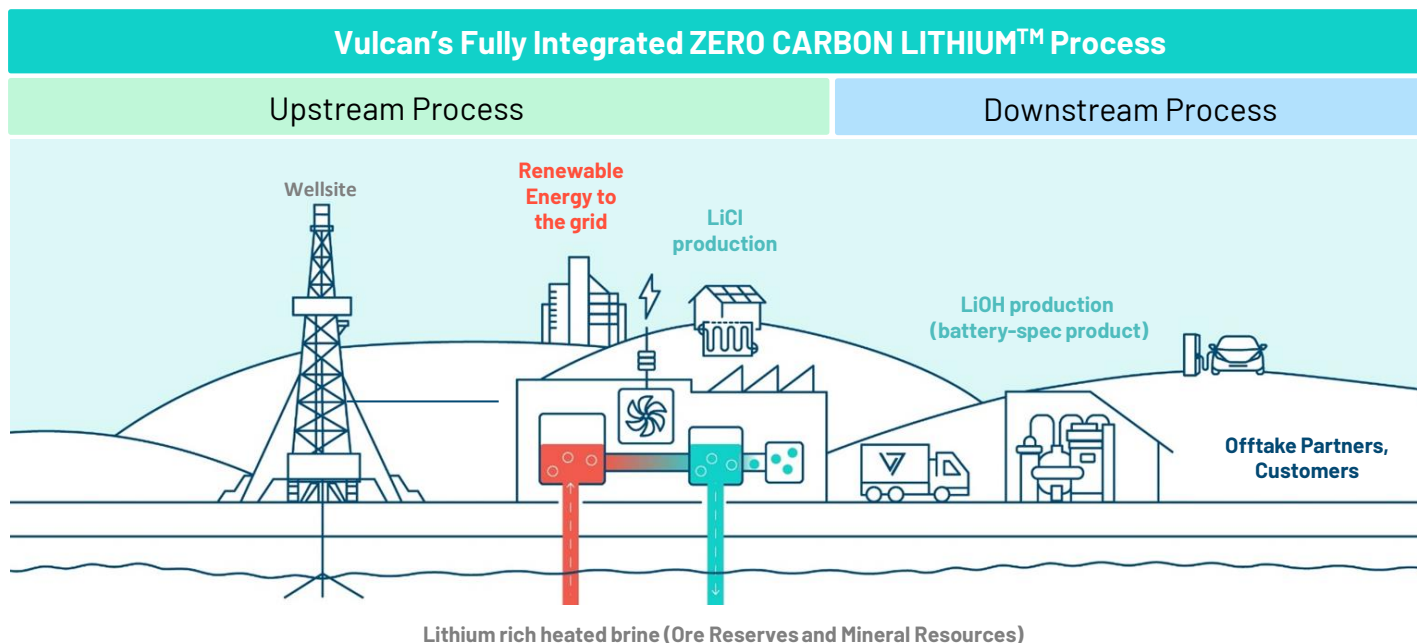 Vulcan's Fully Integrated ZERO CARBON LITHIUM™ Process
Upstream Process
Downstream Process
Wellsite
Renewable
Energy to
the grid
LiCl
production
LiOH production
(battery-spec product)
Offtake Partners,
Customers
Lithium rich heated brine (Ore Reserves and Mineral Resources)